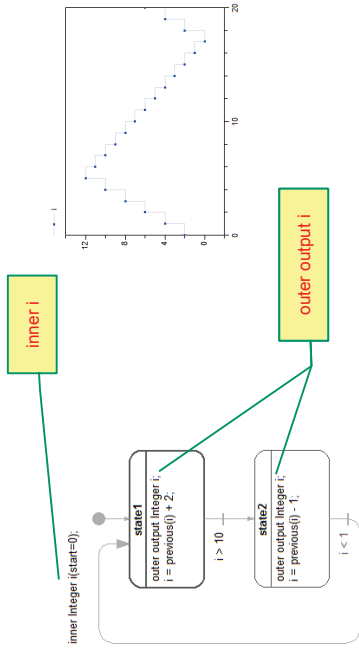 inner i
inner Integer i(start=0);
state1
outer output Integer i;
i = previous(i) + 2;
i > 10
state2
outer output Integer i;
i = previous(i) - 1;
i < 1
outer output i
i
12
8
4
0
0
10
20